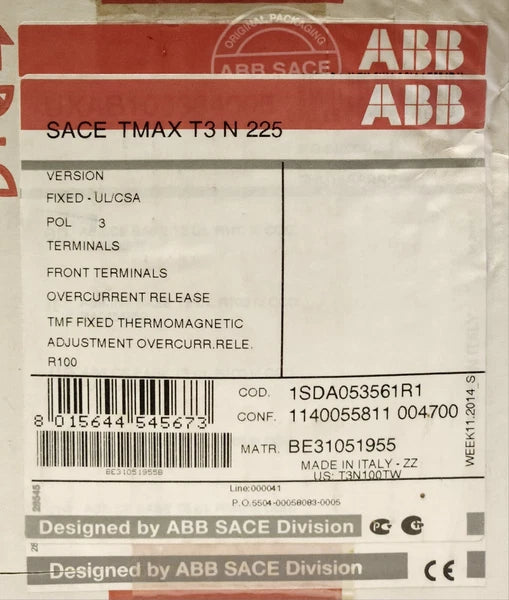 ORIGINAL PACKAGING
ABB SACE
ABB
ABB
SACE TMAX T3 N 225
VERSION
FIXED - UL/CSA
POL 3
TERMINALS
FRONT TERMINALS
OVERCURRENT RELEASE
TMF FIXED THERMOMAGNETIC
ADJUSTMENT OVERCURR.RELE.
R100
COD. 1SDA053561R1
CONF. 1140055811 004700
8 015644 545673
MATR. BE31051955
BE31051955B
MADE IN ITALY - ZZ
US: T3N100TW
WEEK11.2014_S
Line:000041
P.O.5504-00058083-0005
28545
Designed by ABB SACE Division
Designed by ABB SACE Division
CE